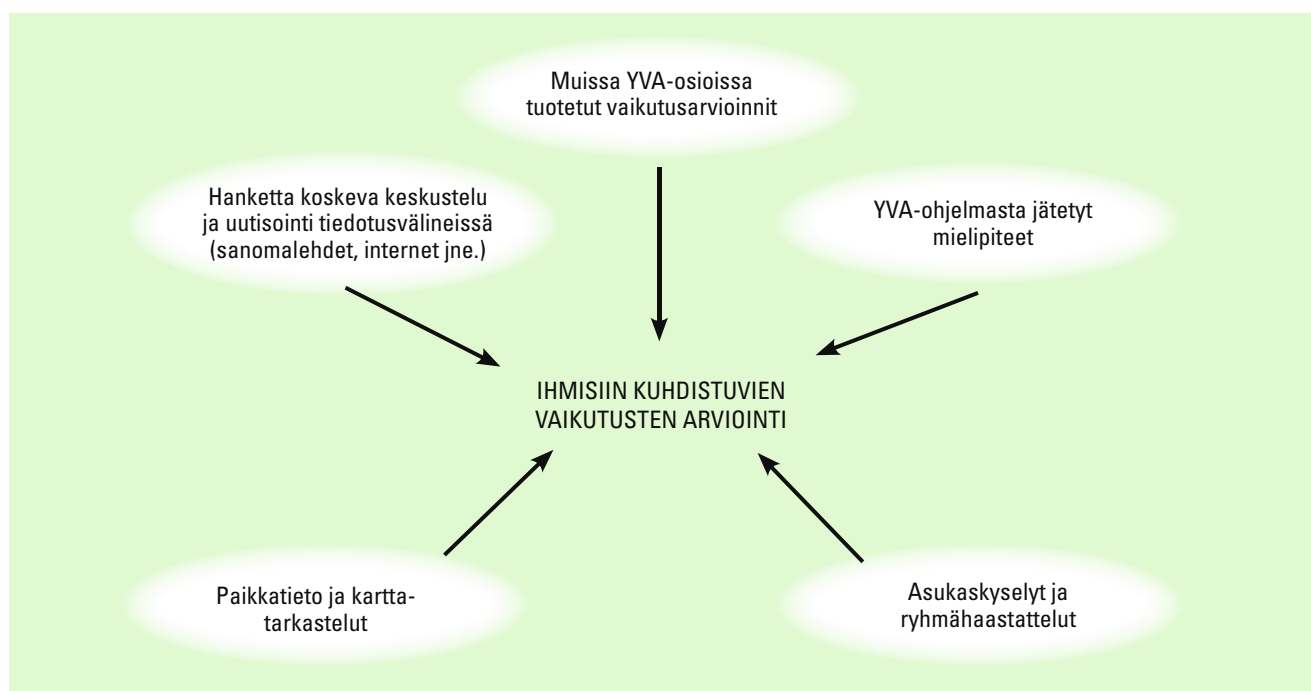 Muissa YVA-osioissa
tuotetut vaikutusarvioinnit
Hanketta koskeva keskustelu
ja uutisointi tiedotusvälineissä
(sanomalehdet, internet jne.)
YVA-ohjelmasta jätetyt
mielipiteet
IHMISIIN KUHDISTUVIEN
VAIKUTUSTEN ARVIOINTI
Paikkatieto ja kartta-
tarkastelut
Asukaskyselyt ja
ryhmähaastattelut